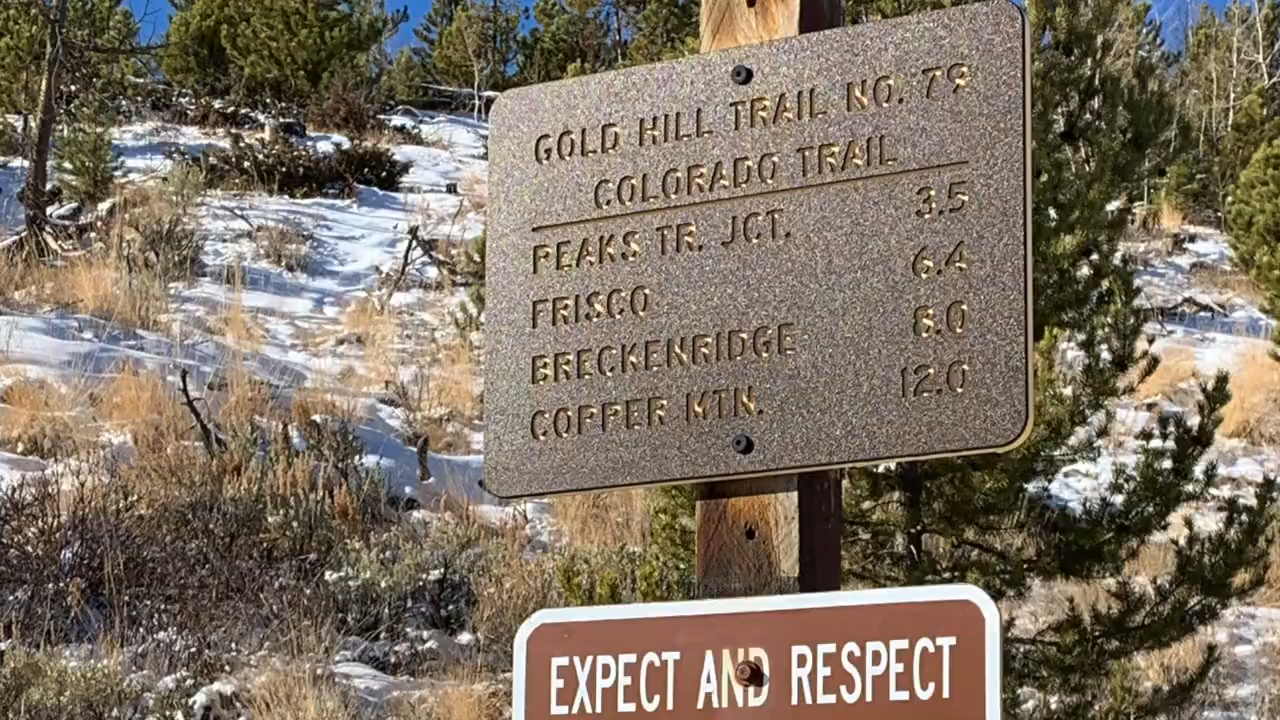 GOLD HILL TRAIL NO. 79
COLORADO TRAIL
PEAKS TR. JCT. 3.5
FRISCO 6.4
BRECKENRIDGE 8.0
COPPER MTN. 12.0
EXPECT AND RESPECT